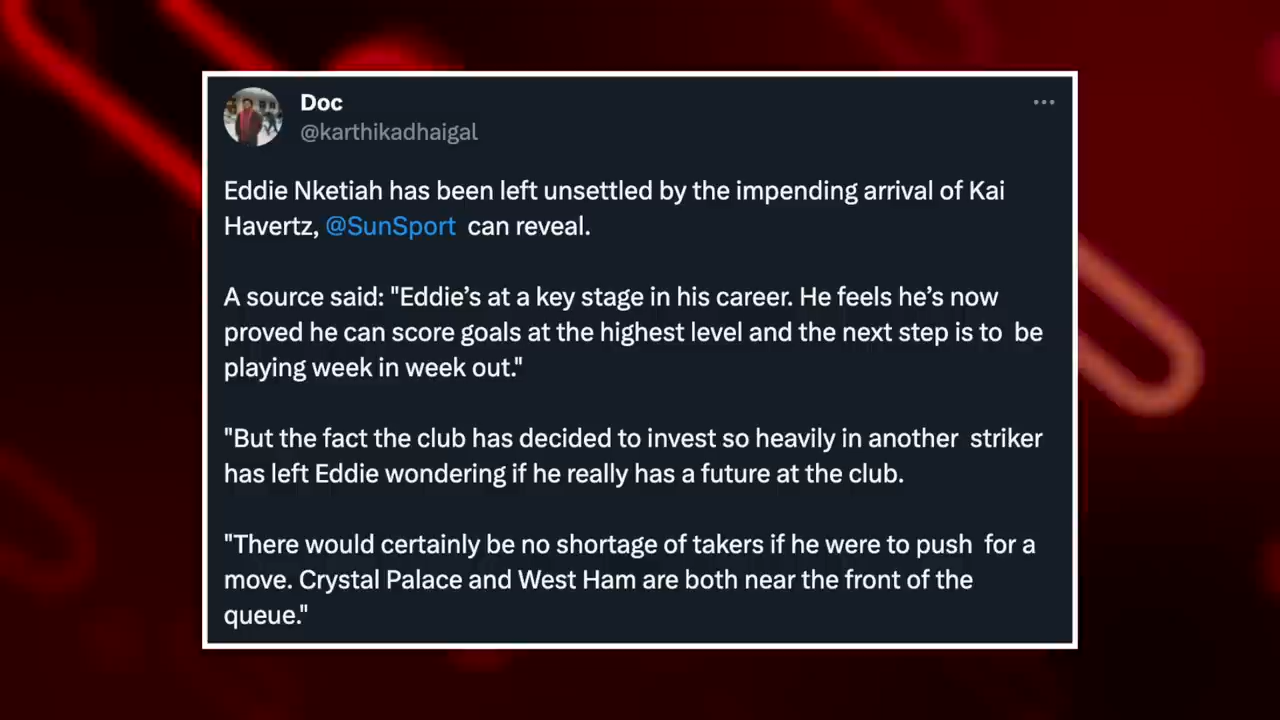 Doc
@karthikadhaigal
Eddie Nketiah has been left unsettled by the impending arrival of Kai
Havertz, @SunSport  can reveal.
A source said: "Eddie’s at a key stage in his career. He feels he’s now
proved he can score goals at the highest level and the next step is to  be
playing week in week out."
"But the fact the club has decided to invest so heavily in another  striker
has left Eddie wondering if he really has a future at the club.
"There would certainly be no shortage of takers if he were to push  for a
move. Crystal Palace and West Ham are both near the front of the
queue."